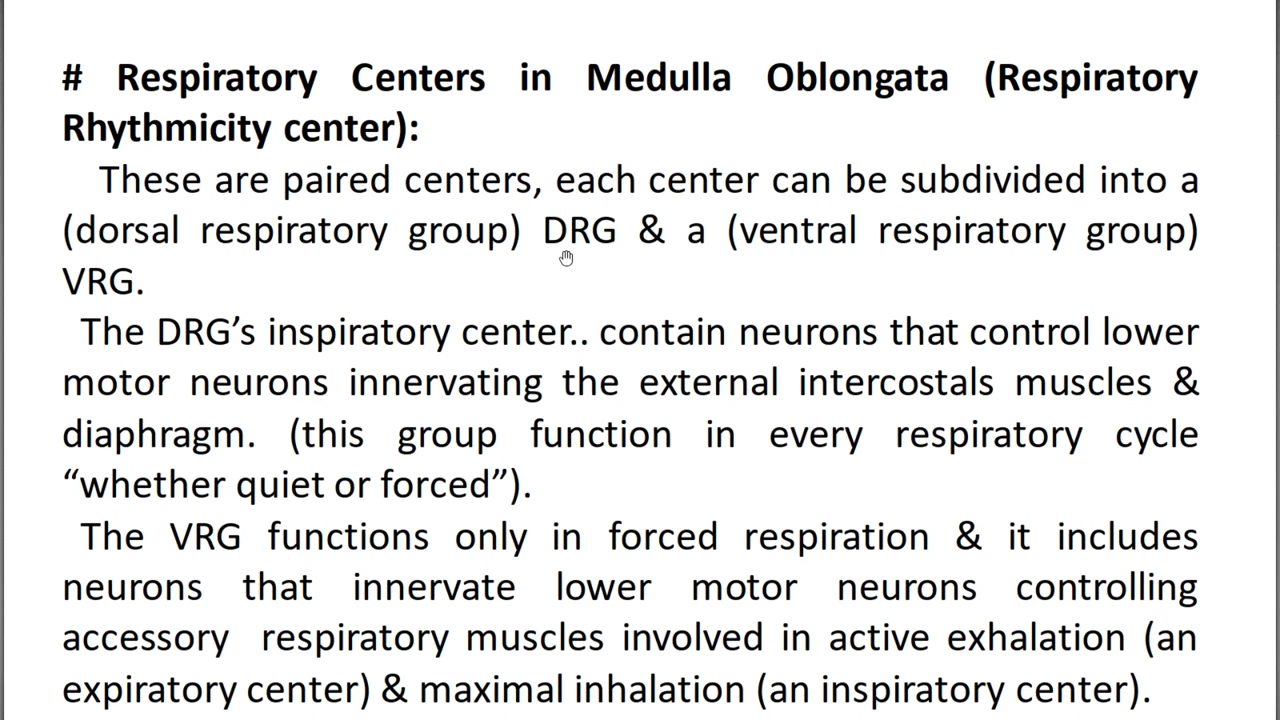 # Respiratory Centers in Medulla Oblongata (Respiratory
Rhythmicity center):
These are paired centers, each center can be subdivided into a
(dorsal respiratory group) DRG & a (ventral respiratory group)
VRG.
The DRG’s inspiratory center.. contain neurons that control lower
motor neurons innervating the external intercostals muscles &
diaphragm. (this group function in every respiratory cycle
“whether quiet or forced”).
The VRG functions only in forced respiration & it includes
neurons that innervate lower motor neurons controlling
accessory respiratory muscles involved in active exhalation (an
expiratory center) & maximal inhalation (an inspiratory center).